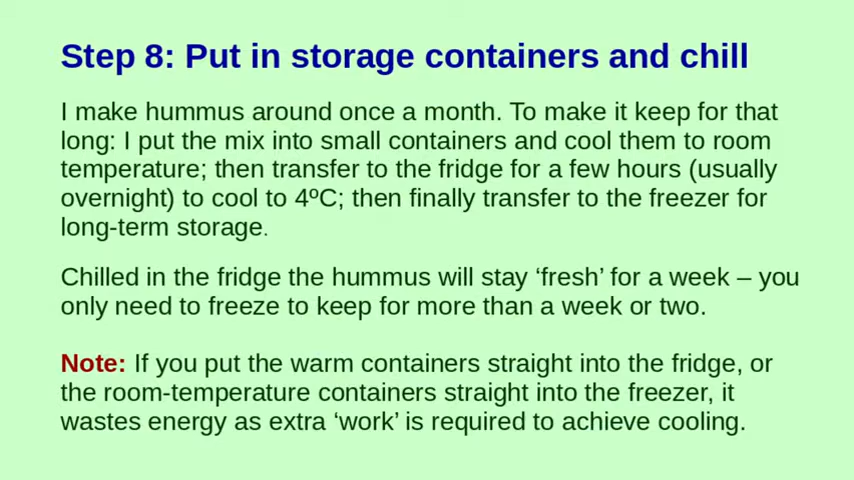 Step 8: Put in storage containers and chill
I make hummus around once a month. To make it keep for that
long: I put the mix into small containers and cool them to room
temperature; then transfer to the fridge for a few hours (usually
overnight) to cool to 4ºC; then finally transfer to the freezer for
long-term storage.
Chilled in the fridge the hummus will stay ‘fresh’ for a week – you
only need to freeze to keep for more than a week or two.
Note: If you put the warm containers straight into the fridge, or
the room-temperature containers straight into the freezer, it
wastes energy as extra ‘work’ is required to achieve cooling.